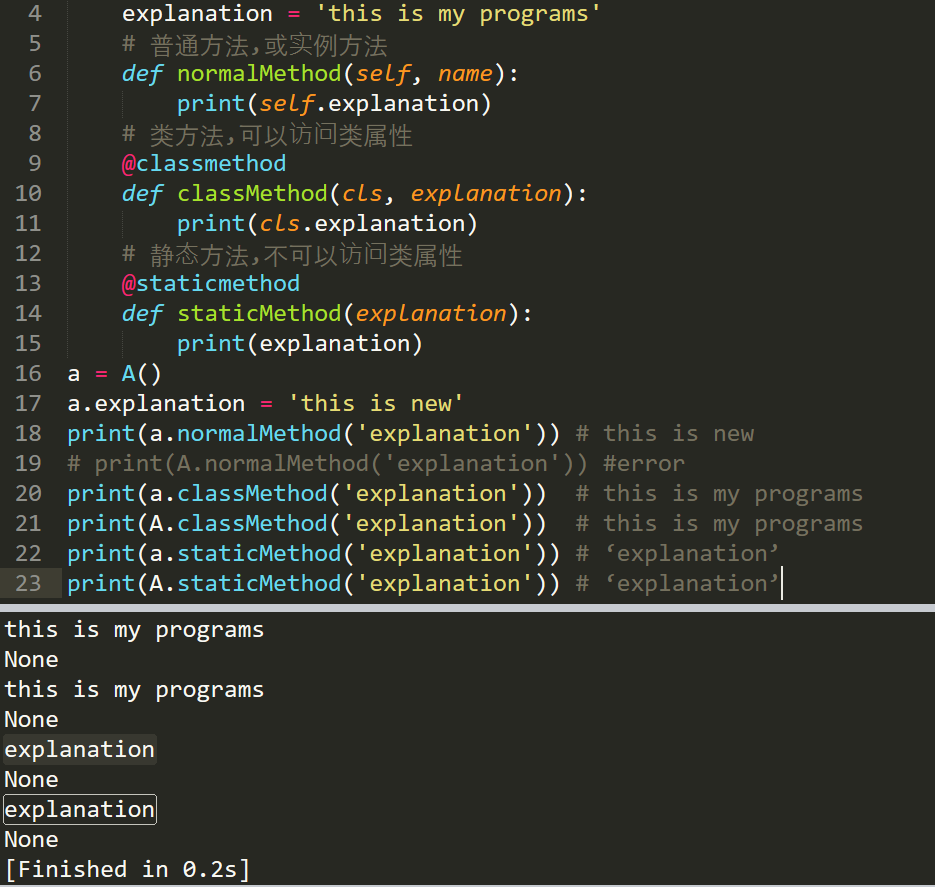 4 explanation = 'this is my programs'
5 # 普通方法,或实例方法
6 def normalMethod(self, name):
7 print(self.explanation)
8 # 类方法,可以访问类属性
9 @classmethod
10 def classMethod(cls, explanation):
11 print(cls.explanation)
12 # 静态方法,不可以访问类属性
13 @staticmethod
14 def staticMethod(explanation):
15 print(explanation)
16 a = A()
17 a.explanation = 'this is new'
18 print(a.normalMethod('explanation')) # this is new
19 # print(A.normalMethod('explanation')) #error
20 print(a.classMethod('explanation'))  # this is my programs
21 print(A.classMethod('explanation'))  # this is my programs
22 print(a.staticMethod('explanation')) # ‘explanation’
23 print(A.staticMethod('explanation')) # ‘explanation’
this is my programs
None
this is my programs
None
explanation
None
explanation
None
[Finished in 0.2s]